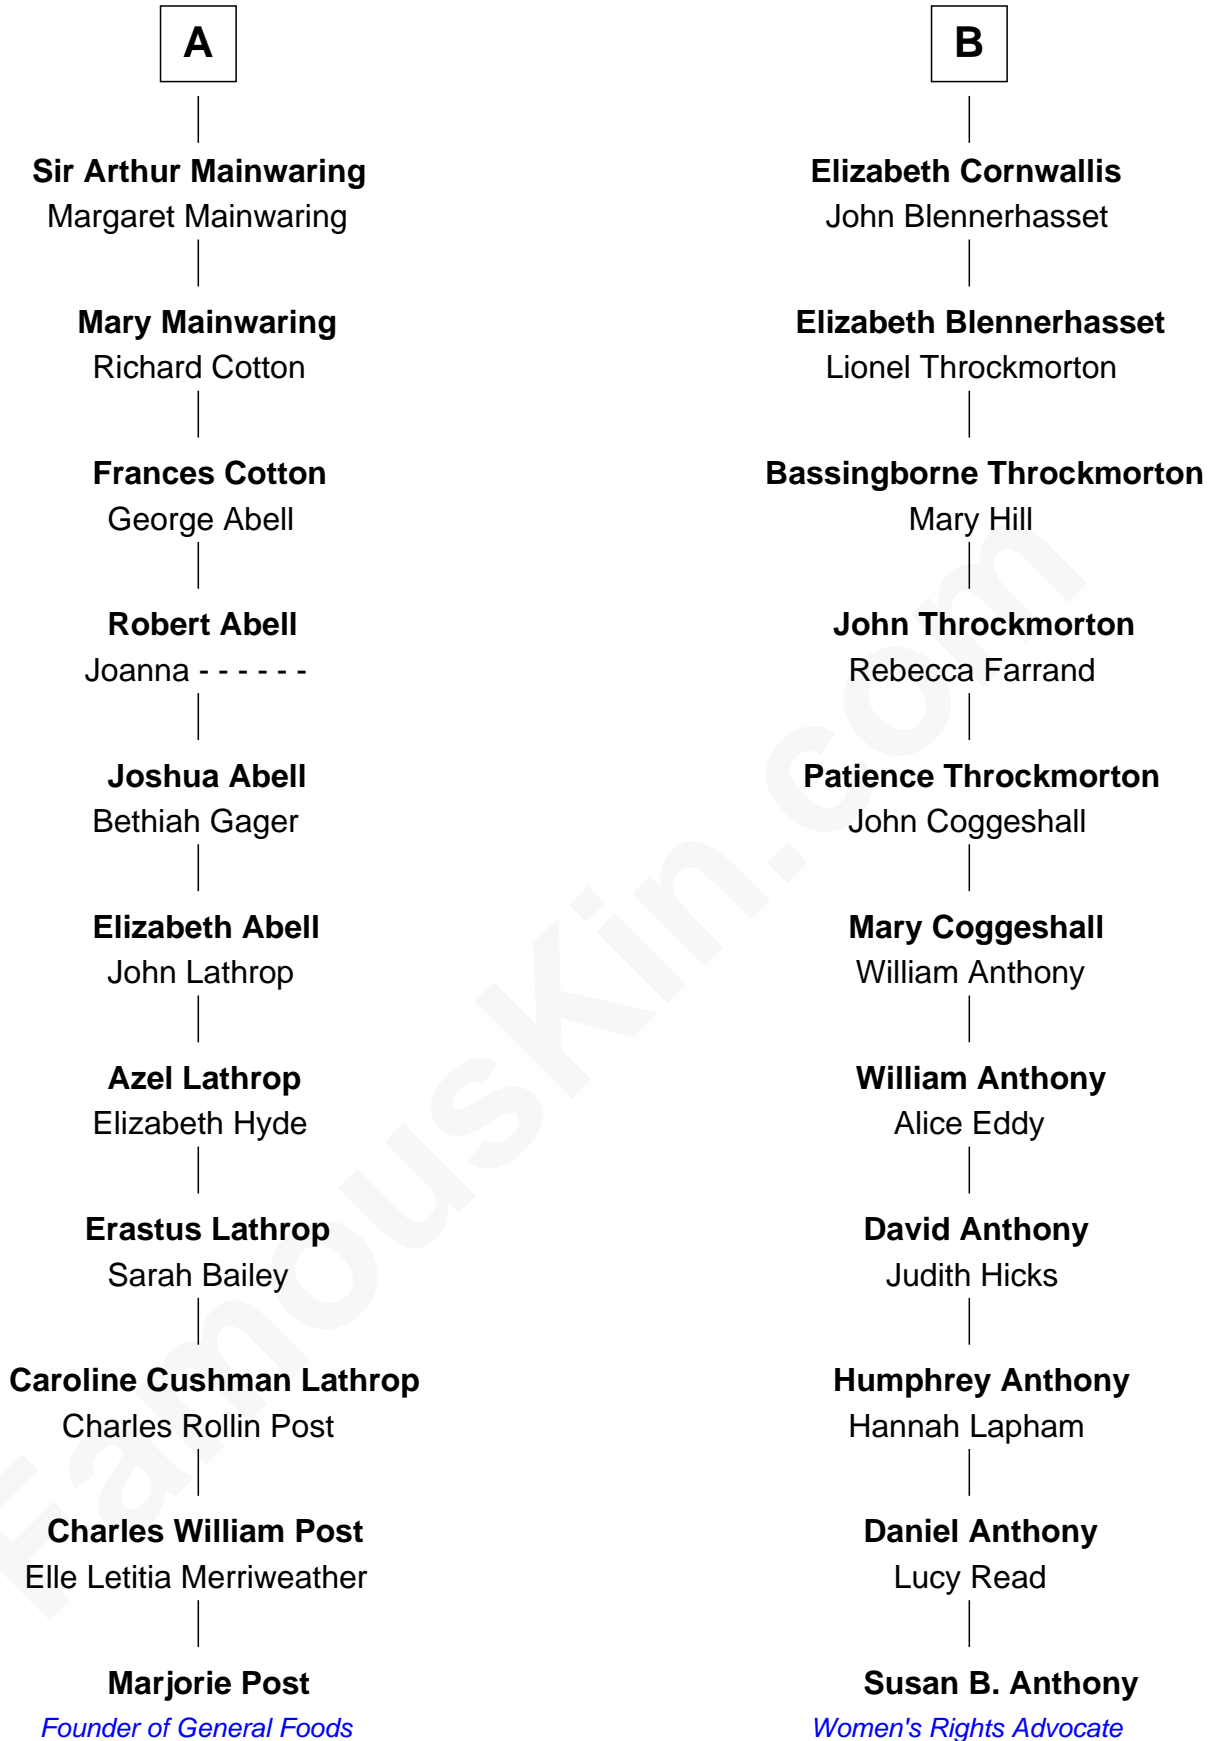 A
Sir Arthur Mainwaring
Margaret Mainwaring
Mary Mainwaring
Richard Cotton
Frances Cotton
George Abell
Robert Abell
Joanna - - - - - -
Joshua Abell
Bethiah Gager
Elizabeth Abell
John Lathrop
Azel Lathrop
Elizabeth Hyde
Erastus Lathrop
Sarah Bailey
Caroline Cushman Lathrop
Charles Rollin Post
Charles William Post
Elle Letitia Merriweather
Marjorie Post
Founder of General Foods
B
Elizabeth Cornwallis
John Blennerhasset
Elizabeth Blennerhasset
Lionel Throckmorton
Bassingborne Throckmorton
Mary Hill
John Throckmorton
Rebecca Farrand
Patience Throckmorton
John Coggeshall
Mary Coggeshall
William Anthony
William Anthony
Alice Eddy
David Anthony
Judith Hicks
Humphrey Anthony
Hannah Lapham
Daniel Anthony
Lucy Read
Susan B. Anthony
Women's Rights Advocate
FamousKin.com